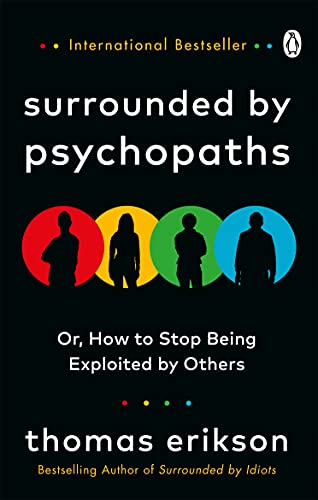 International Bestseller
surrounded by
psychopaths
Or, How to Stop Being
Exploited by Others
thomas erikson
Bestselling Author of Surrounded by Idiots